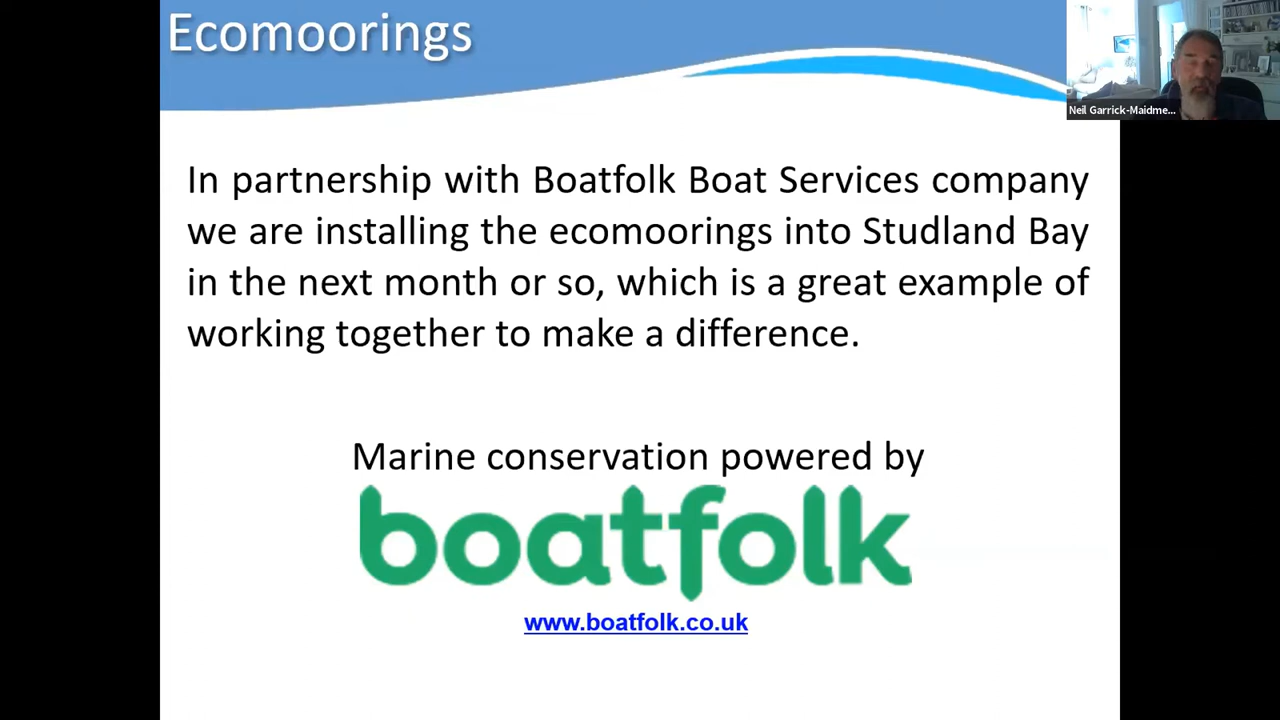 Ecomoorings
Neil Garrick-Maidme...
In partnership with Boatfolk Boat Services company
we are installing the ecomoorings into Studland Bay
in the next month or so, which is a great example of
working together to make a difference.
Marine conservation powered by
boatfolk
www.boatfolk.co.uk